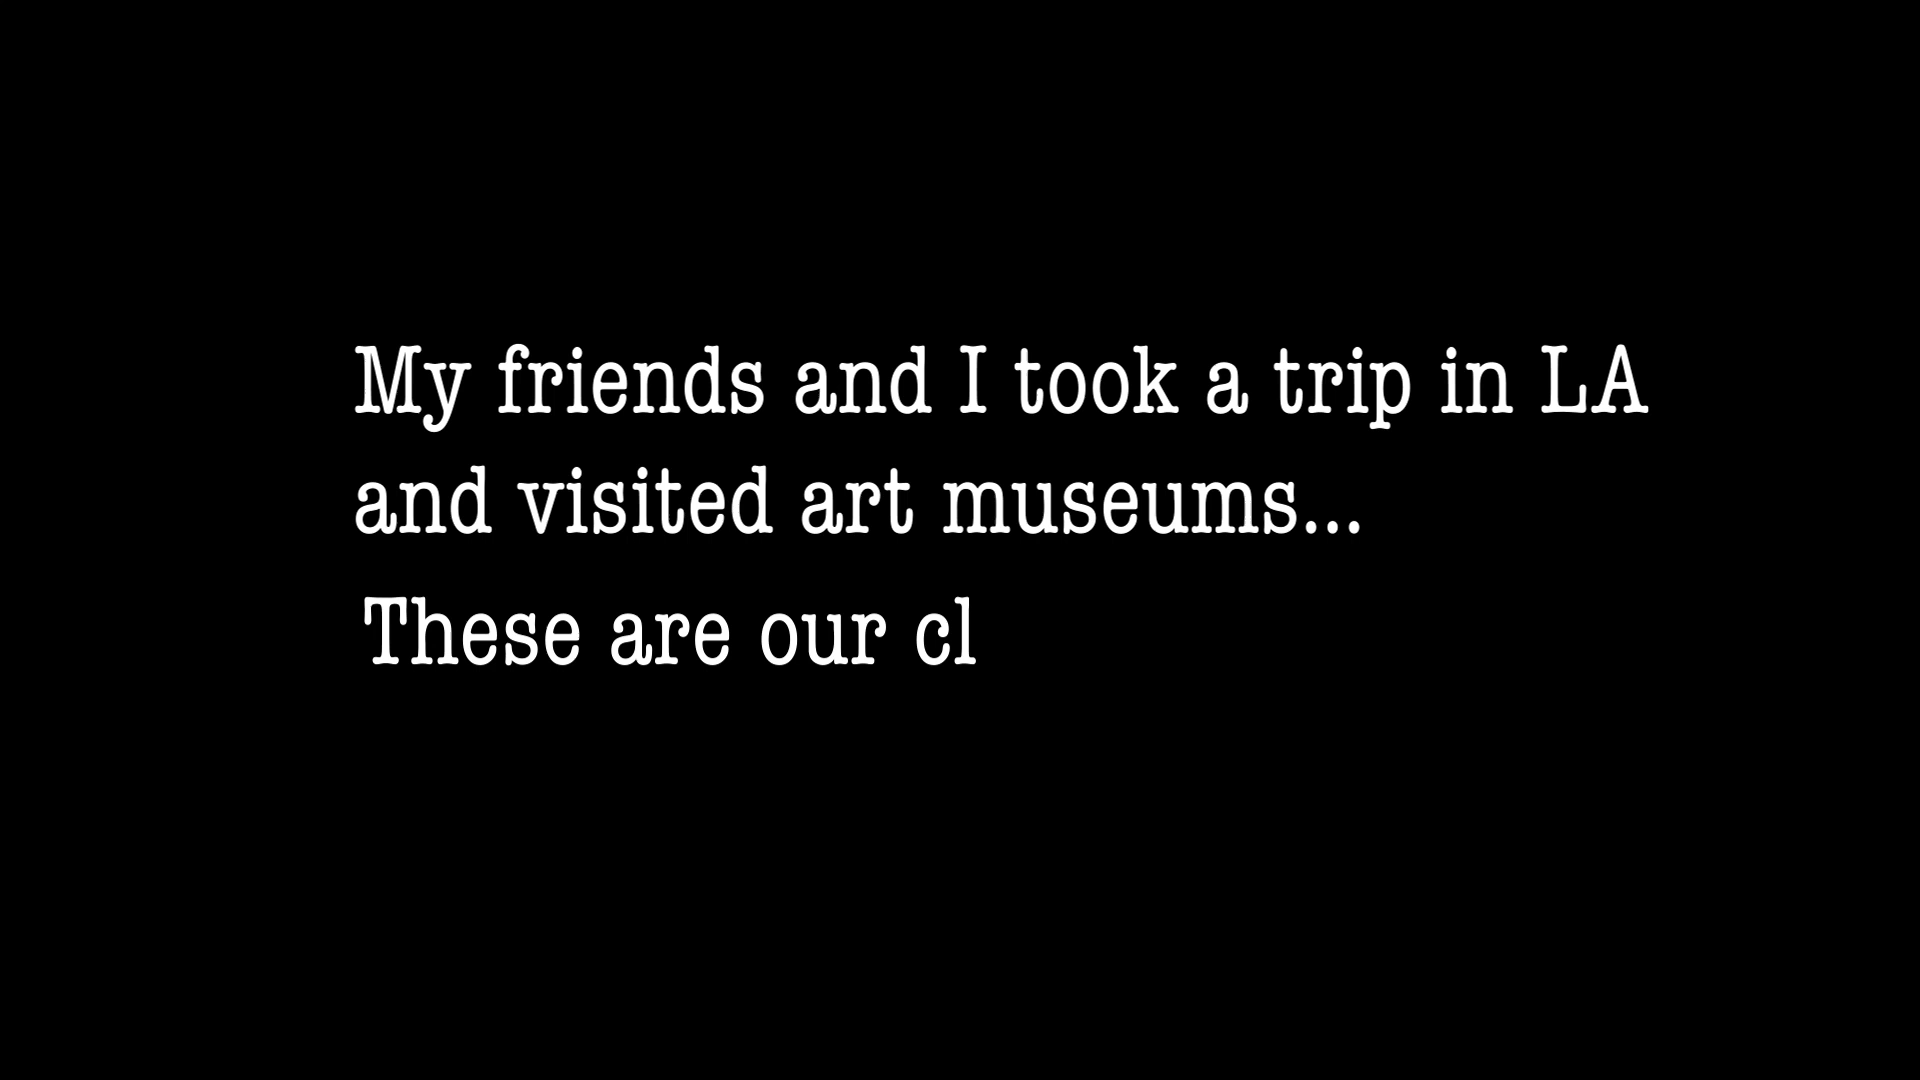 My friends and I took a trip in LA
and visited art museums...
These are our cl